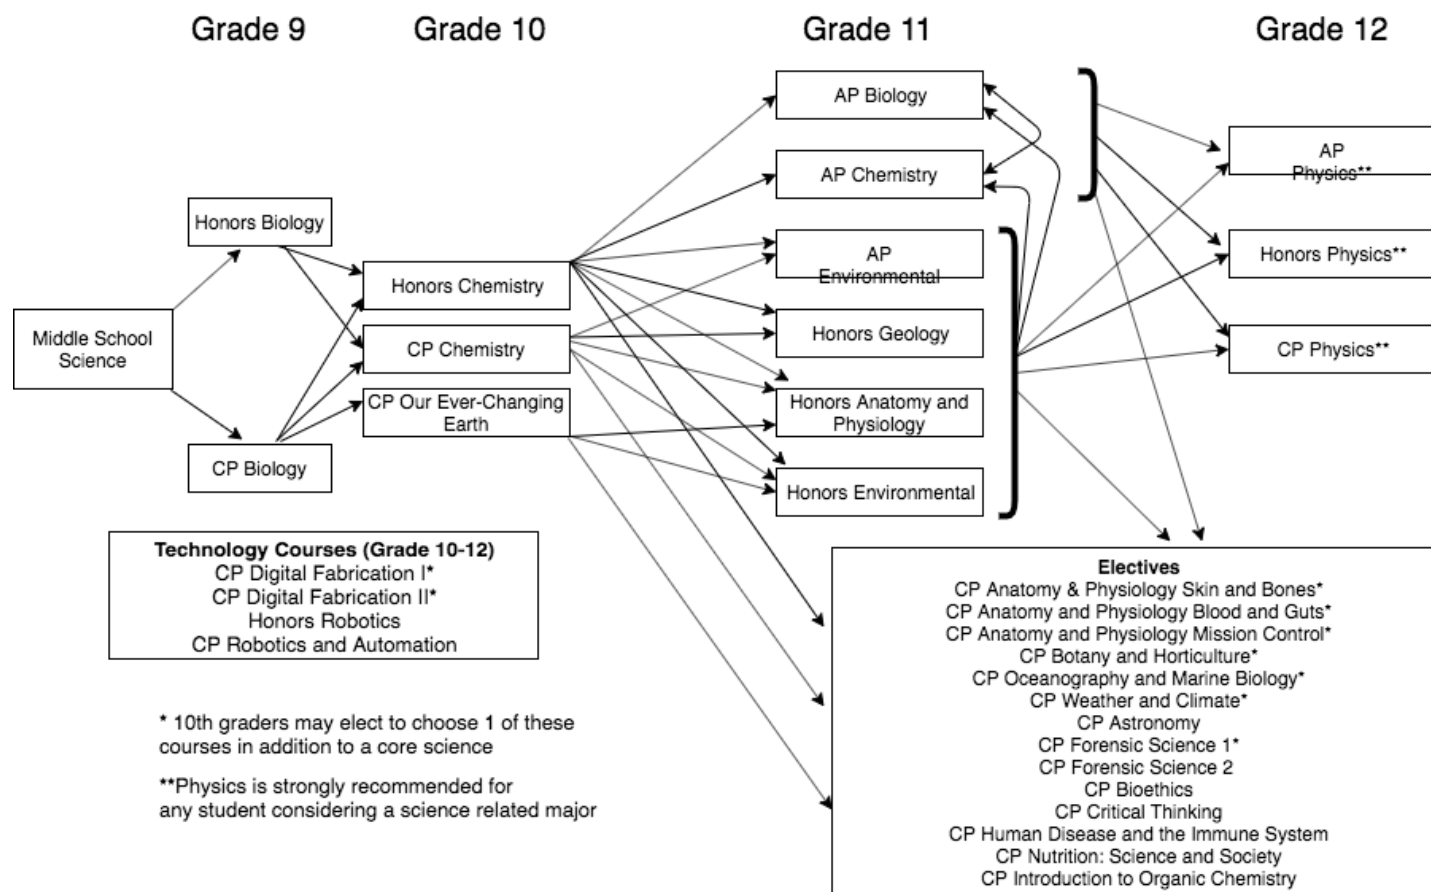 Grade 9
Grade 10
Grade 11
Grade 12
Middle School
Science
Honors Biology
CP Biology
Honors Chemistry
CP Chemistry
CP Our Ever-Changing
Earth
AP Biology
AP Chemistry
AP
Environmental
Honors Geology
Honors Anatomy and
Physiology
Honors Environmental
AP
Physics**
Honors Physics**
CP Physics**
Technology Courses (Grade 10-12)
CP Digital Fabrication I*
CP Digital Fabrication II*
Honors Robotics
CP Robotics and Automation
* 10th graders may elect to choose 1 of these
courses in addition to a core science
**Physics is strongly recommended for
any student considering a science related major
Electives
CP Anatomy & Physiology Skin and Bones*
CP Anatomy and Physiology Blood and Guts*
CP Anatomy and Physiology Mission Control*
CP Botany and Horticulture*
CP Oceanography and Marine Biology*
CP Weather and Climate*
CP Astronomy
CP Forensic Science 1*
CP Forensic Science 2
CP Bioethics
CP Critical Thinking
CP Human Disease and the Immune System
CP Nutrition: Science and Society
CP Introduction to Organic Chemistry